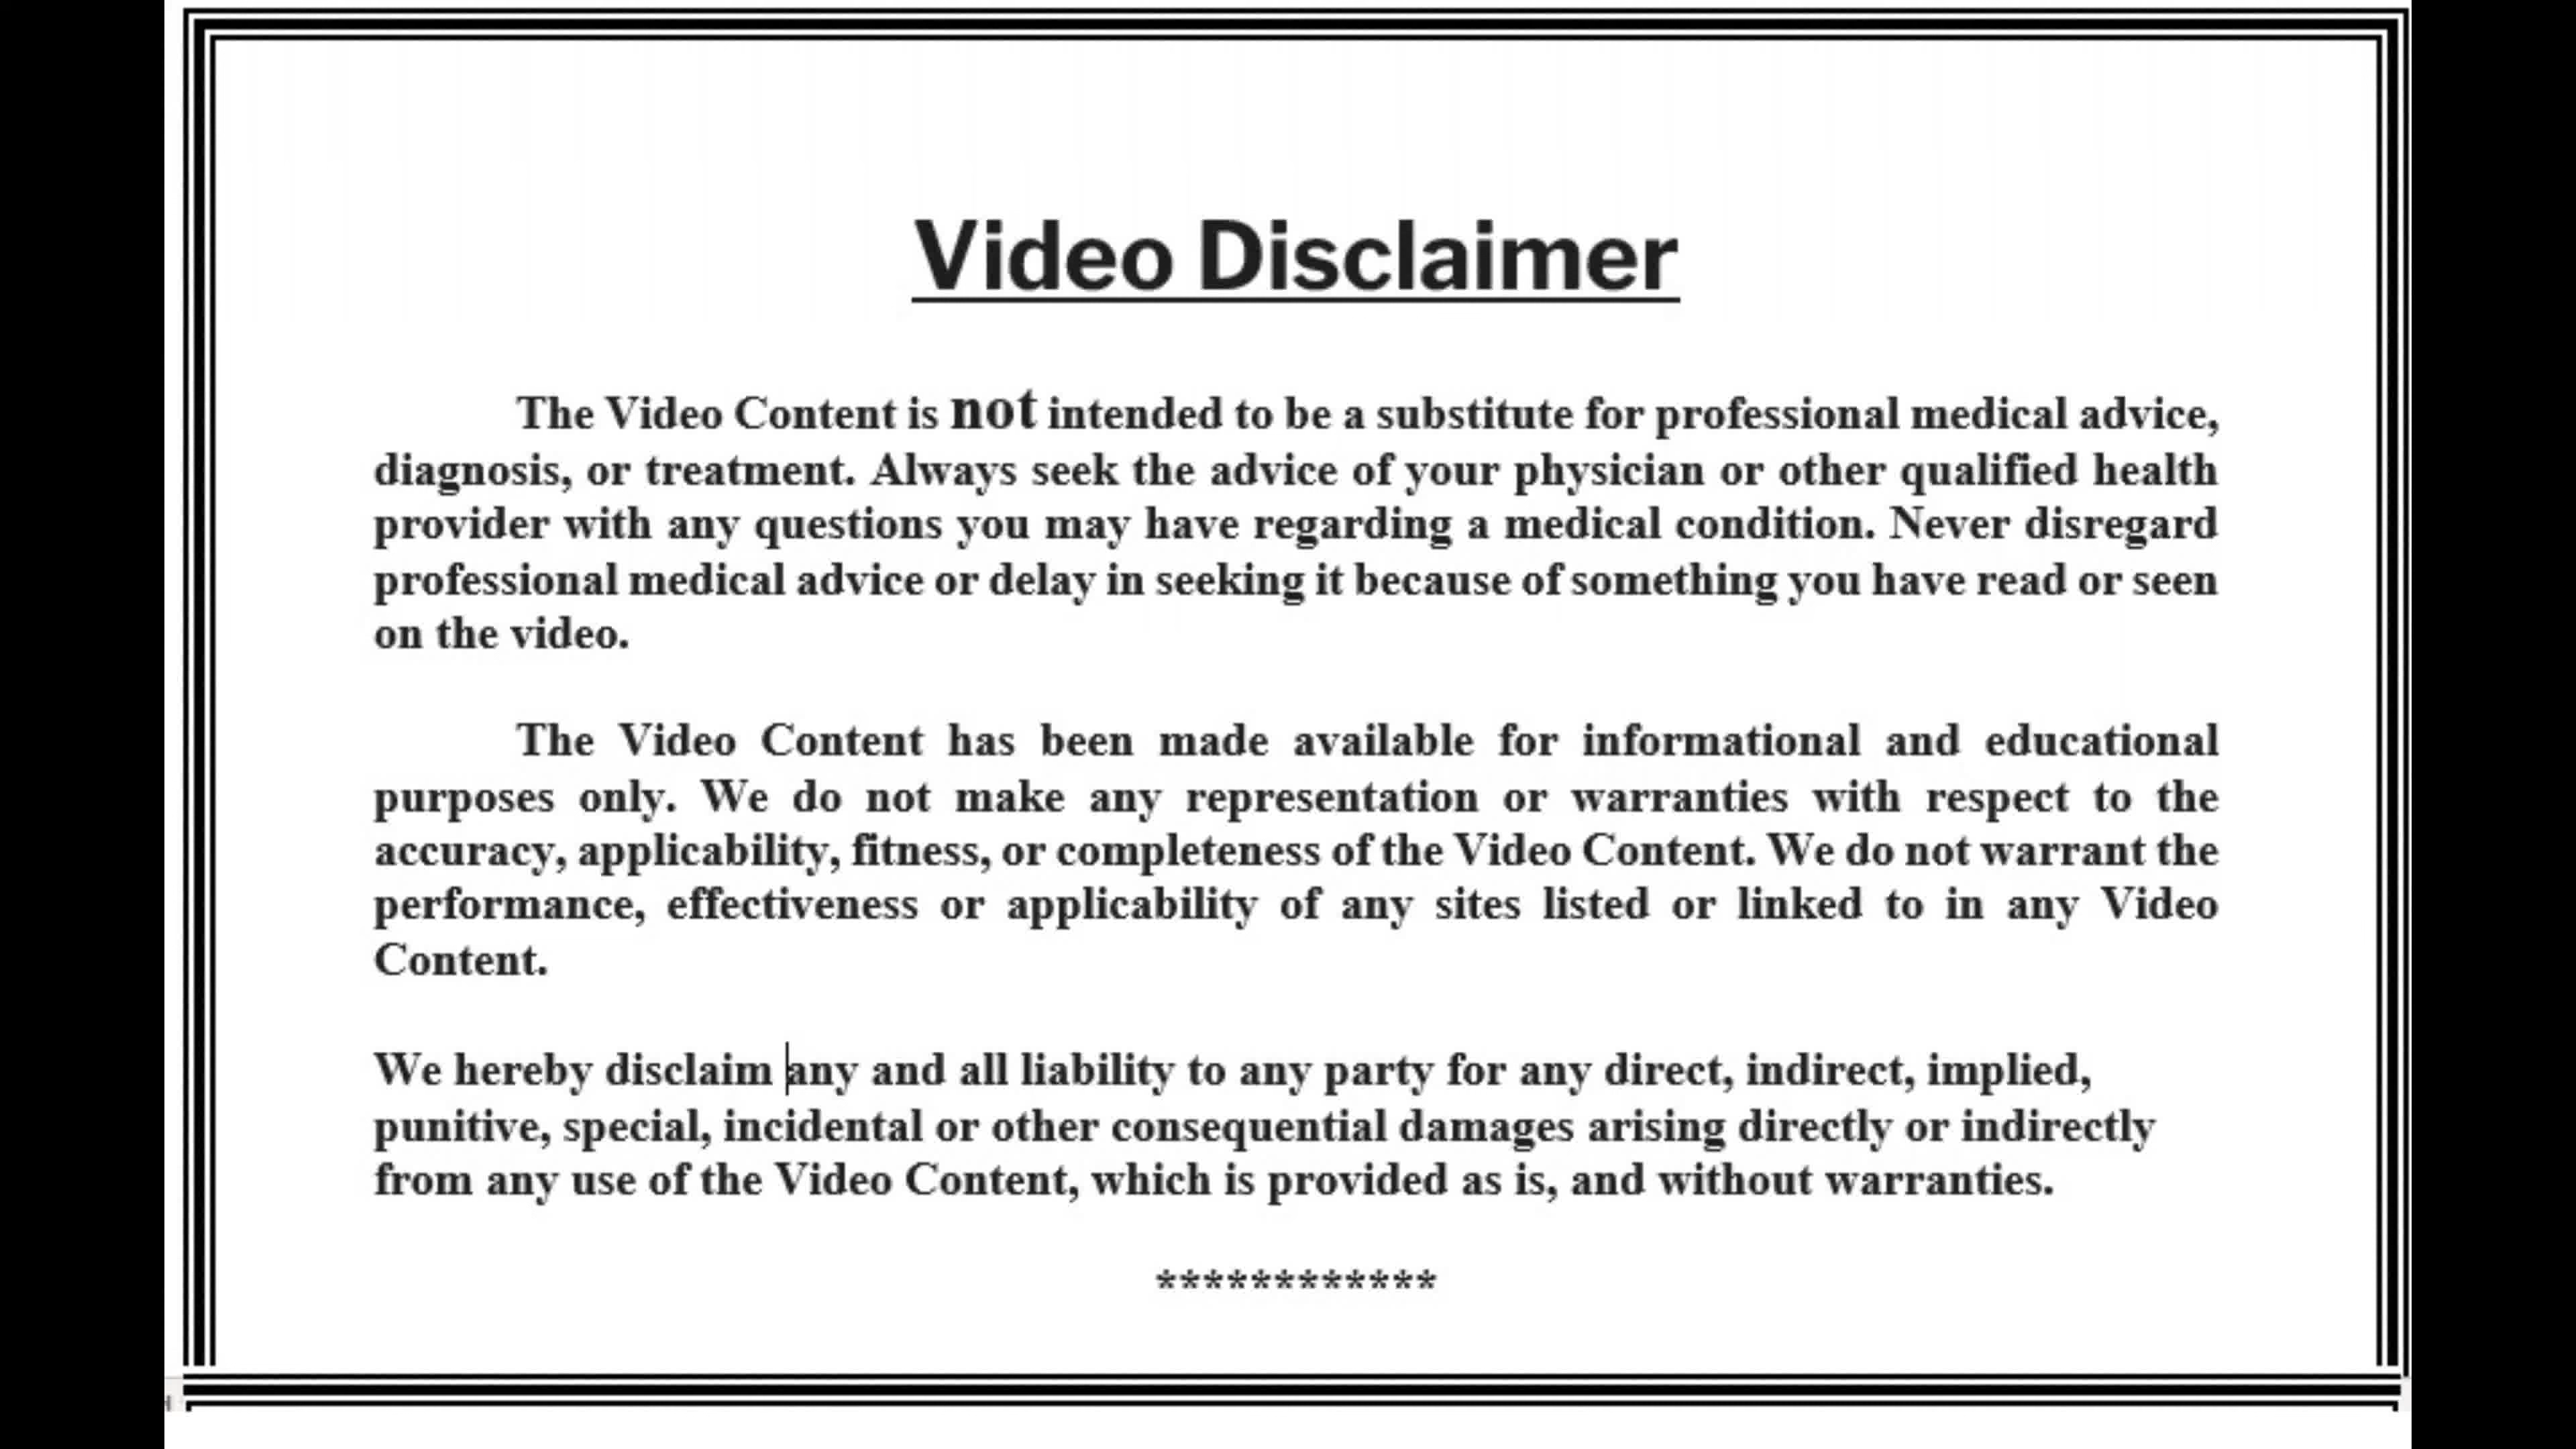 Video Disclaimer
The Video Content is not intended to be a substitute for professional medical advice,
diagnosis, or treatment. Always seek the advice of your physician or other qualified health
provider with any questions you may have regarding a medical condition. Never disregard
professional medical advice or delay in seeking it because of something you have read or seen
on the video.
The Video Content has been made available for informational and educational
purposes only. We do not make any representation or warranties with respect to the
accuracy, applicability, fitness, or completeness of the Video Content. We do not warrant the
performance, effectiveness or applicability of any sites listed or linked to in any Video
Content.
We hereby disclaim any and all liability to any party for any direct, indirect, implied,
punitive, special, incidental or other consequential damages arising directly or indirectly
from any use of the Video Content, which is provided as is, and without warranties.
************